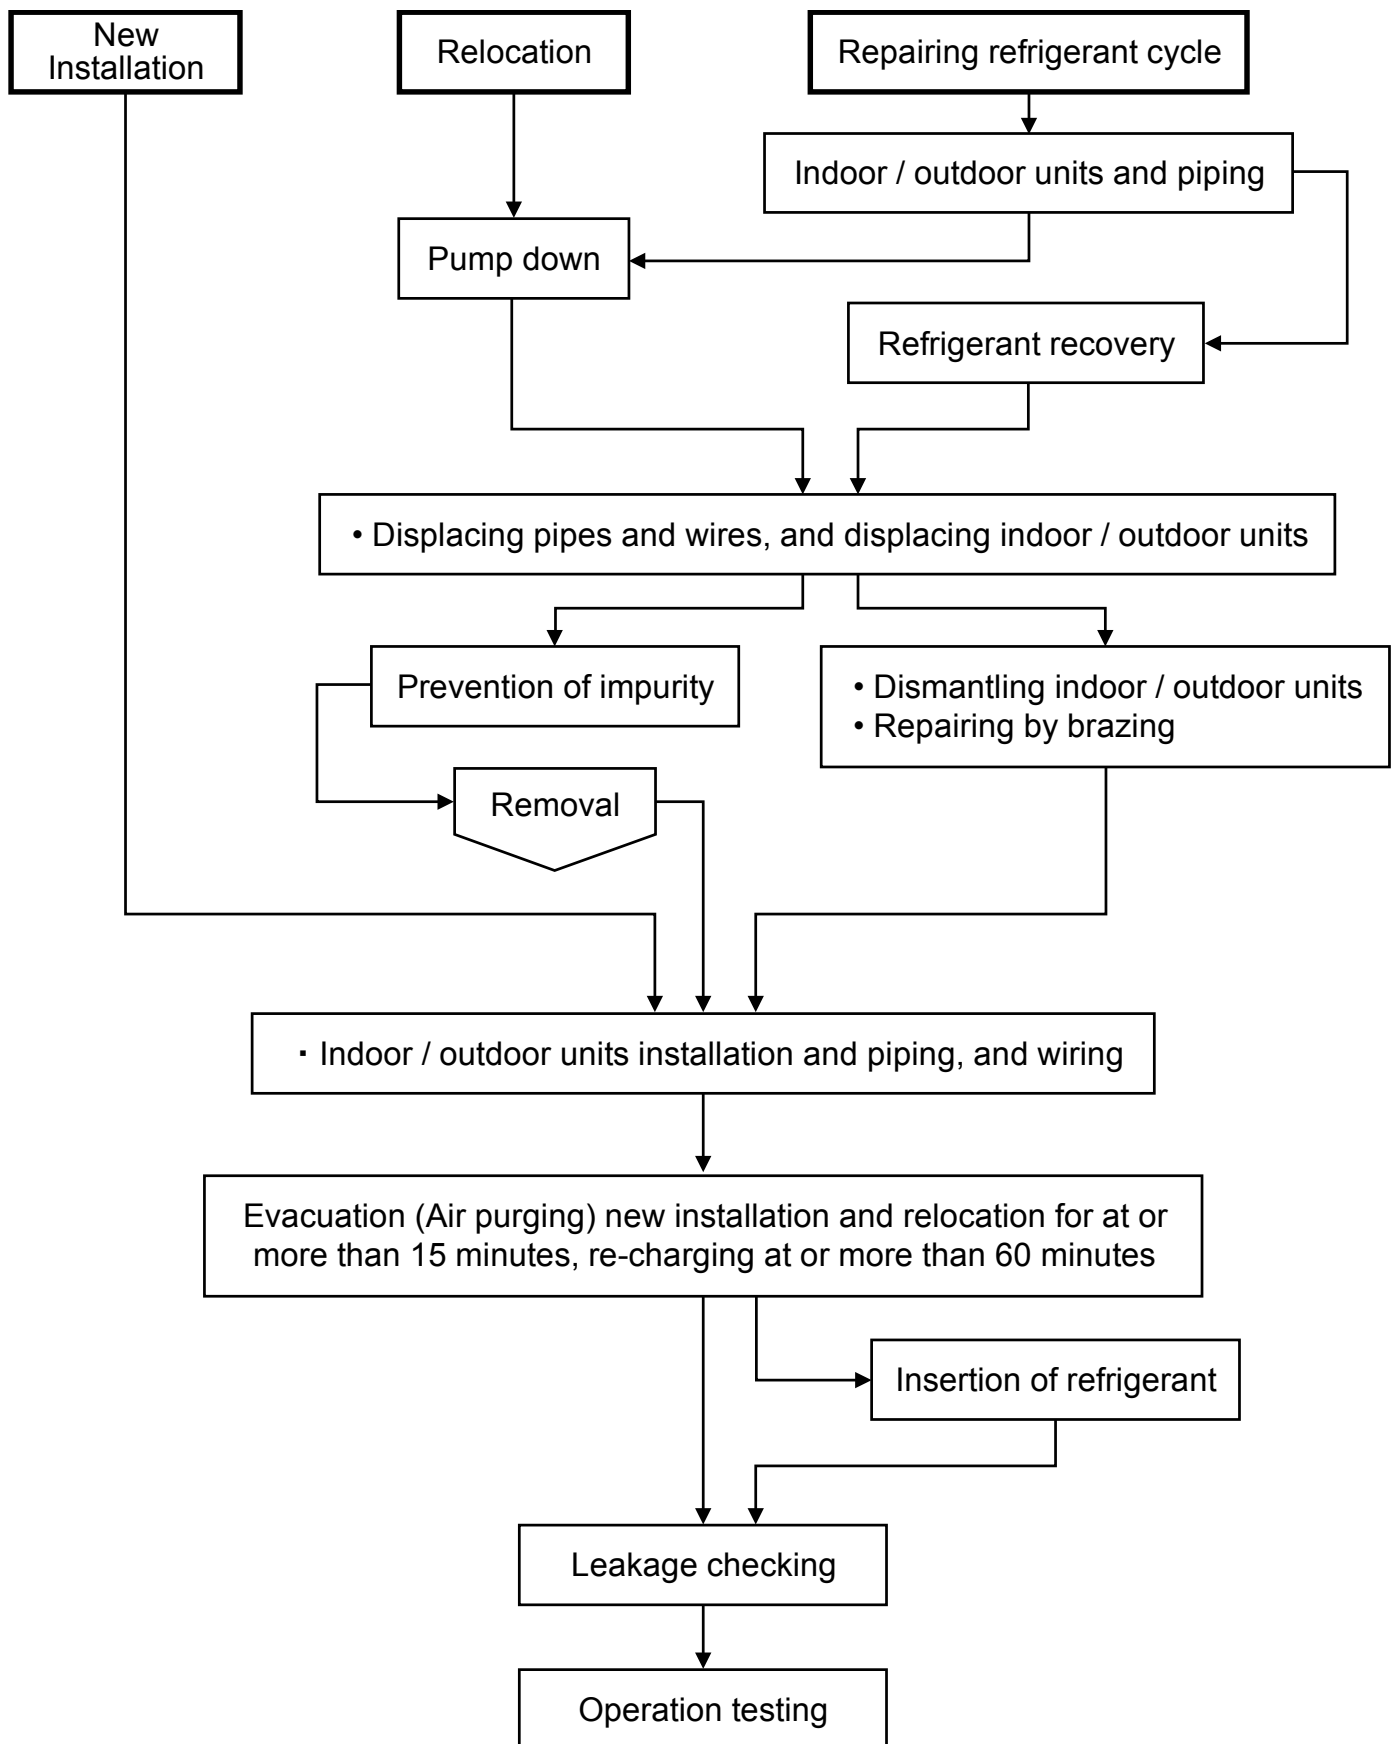 New
Installation
Relocation
Repairing refrigerant cycle
Indoor / outdoor units and piping
Pump down
Refrigerant recovery
• Displacing pipes and wires, and displacing indoor / outdoor units
Prevention of impurity
• Dismantling indoor / outdoor units
• Repairing by brazing
Removal
· Indoor / outdoor units installation and piping, and wiring
Evacuation (Air purging) new installation and relocation for at or
more than 15 minutes, re-charging at or more than 60 minutes
Insertion of refrigerant
Leakage checking
Operation testing